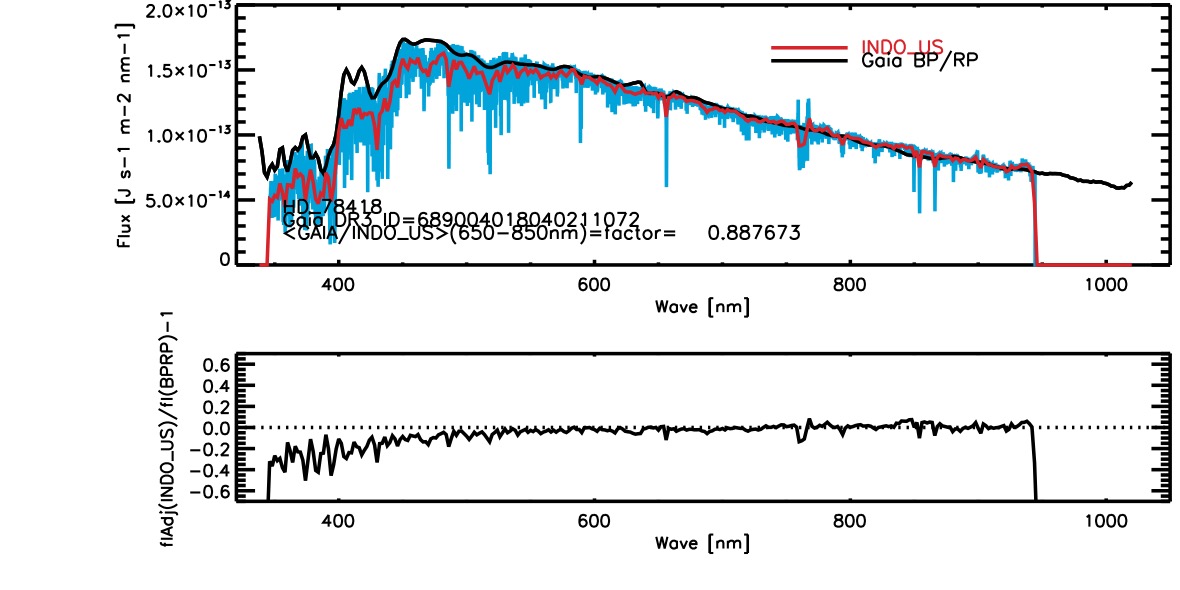 2.0×10−13
1.5×10−13
1.0×10−13
5.0×10−14
0
Flux [J s-1 m-2 nm-1]
INDO_US
Gaia BP/RP
HD_78418
Gaia DR3 ID=689004018040211072
<GAIA/INDO_US>(650-850nm)=factor= 0.887673
400 600 800 1000
Wave [nm]
0.6
0.4
0.2
0.0
−0.2
−0.4
−0.6
flAdj(INDO_US)/fl(BPRP)-1
400 600 800 1000
Wave [nm]